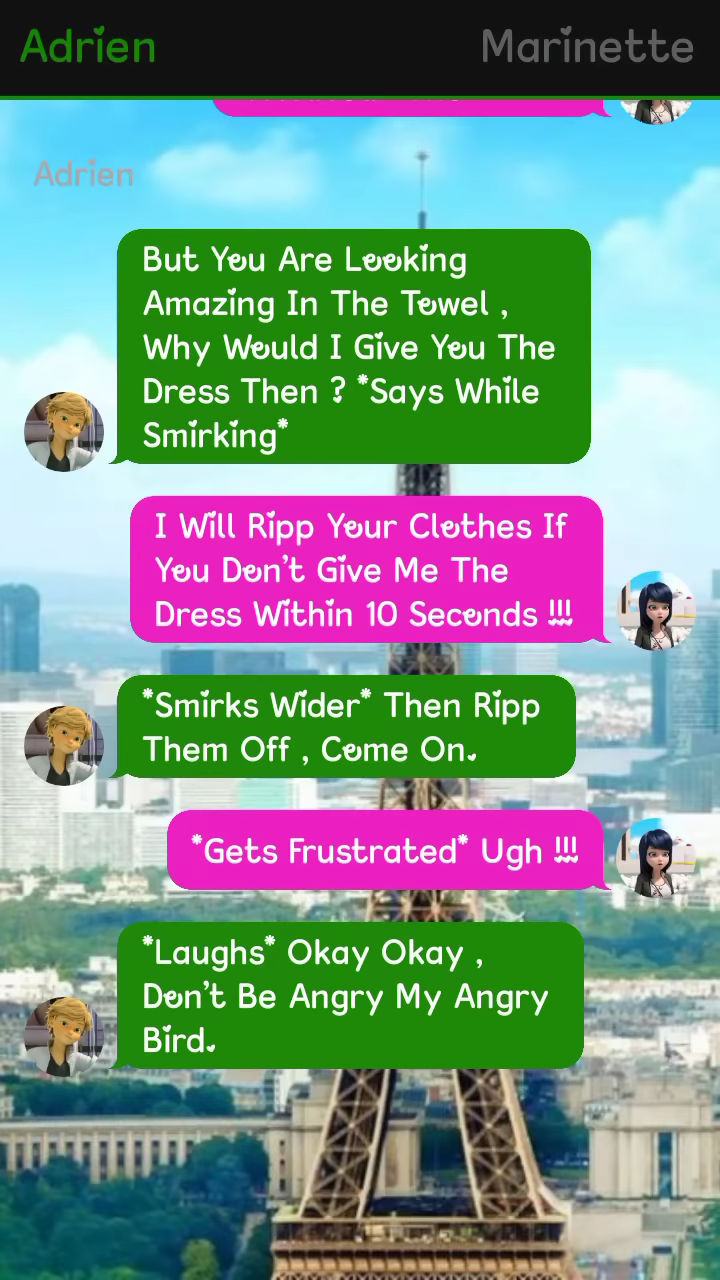 Adrien
Marinette
Adrien
But You Are Looking
Amazing In The Towel ,
Why Would I Give You The
Dress Then ? *Says While
Smirking*
I Will Ripp Your Clothes If
You Don't Give Me The
Dress Within 10 Seconds !!!
*Smirks Wider* Then Ripp
Them Off , Come On.
*Gets Frustrated* Ugh !!!
*Laughs* Okay Okay ,
Don't Be Angry My Angry
Bird.